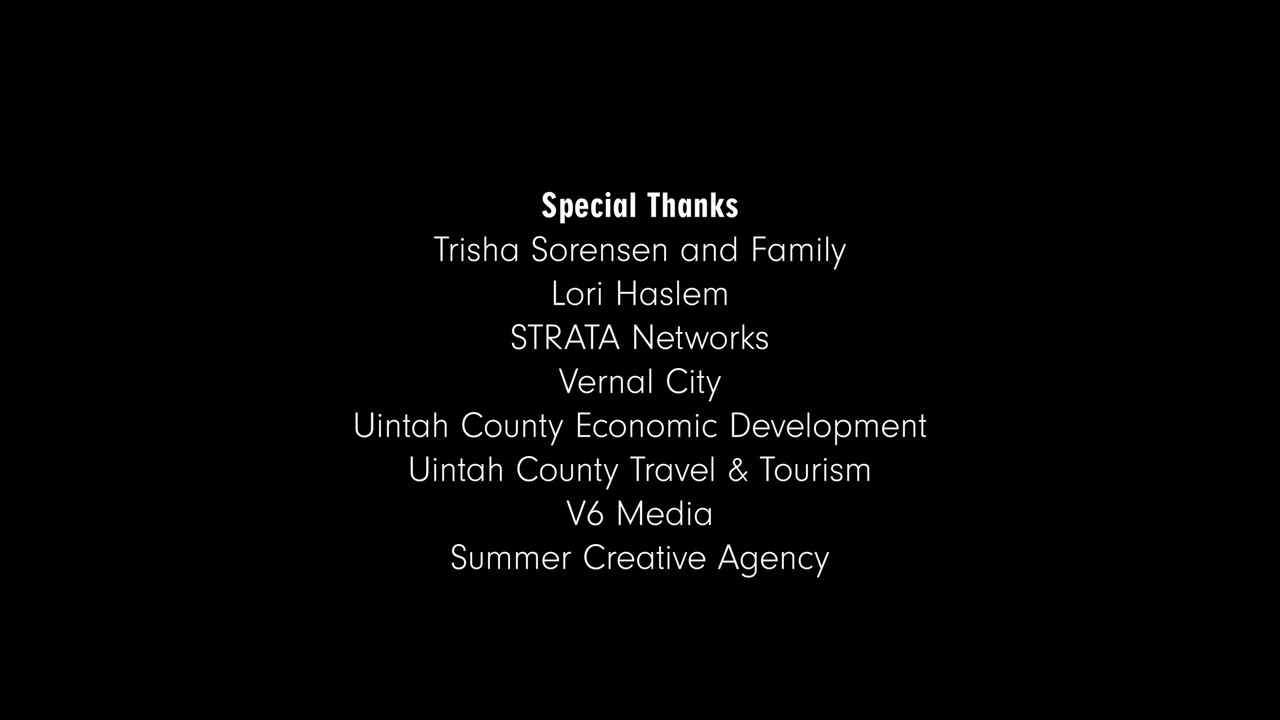 Special Thanks
Trisha Sorensen and Family
Lori Haslem
STRATA Networks
Vernal City
Uintah County Economic Development
Uintah County Travel & Tourism
V6 Media
Summer Creative Agency